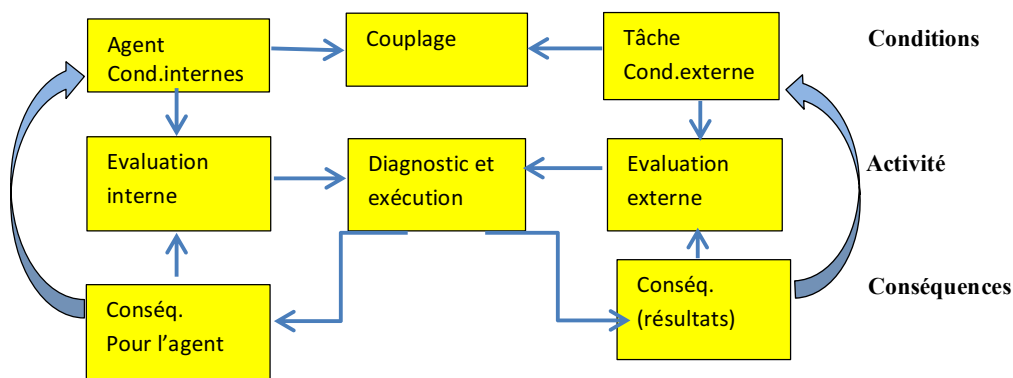 Agent
Cond.internes
Couplage
Tâche
Cond.externe
Conditions
Evaluation
interne
Diagnostic et
exécution
Evaluation
externe
Activité
Conséq.
Pour l’agent
Conséq.
(résultats)
Conséquences